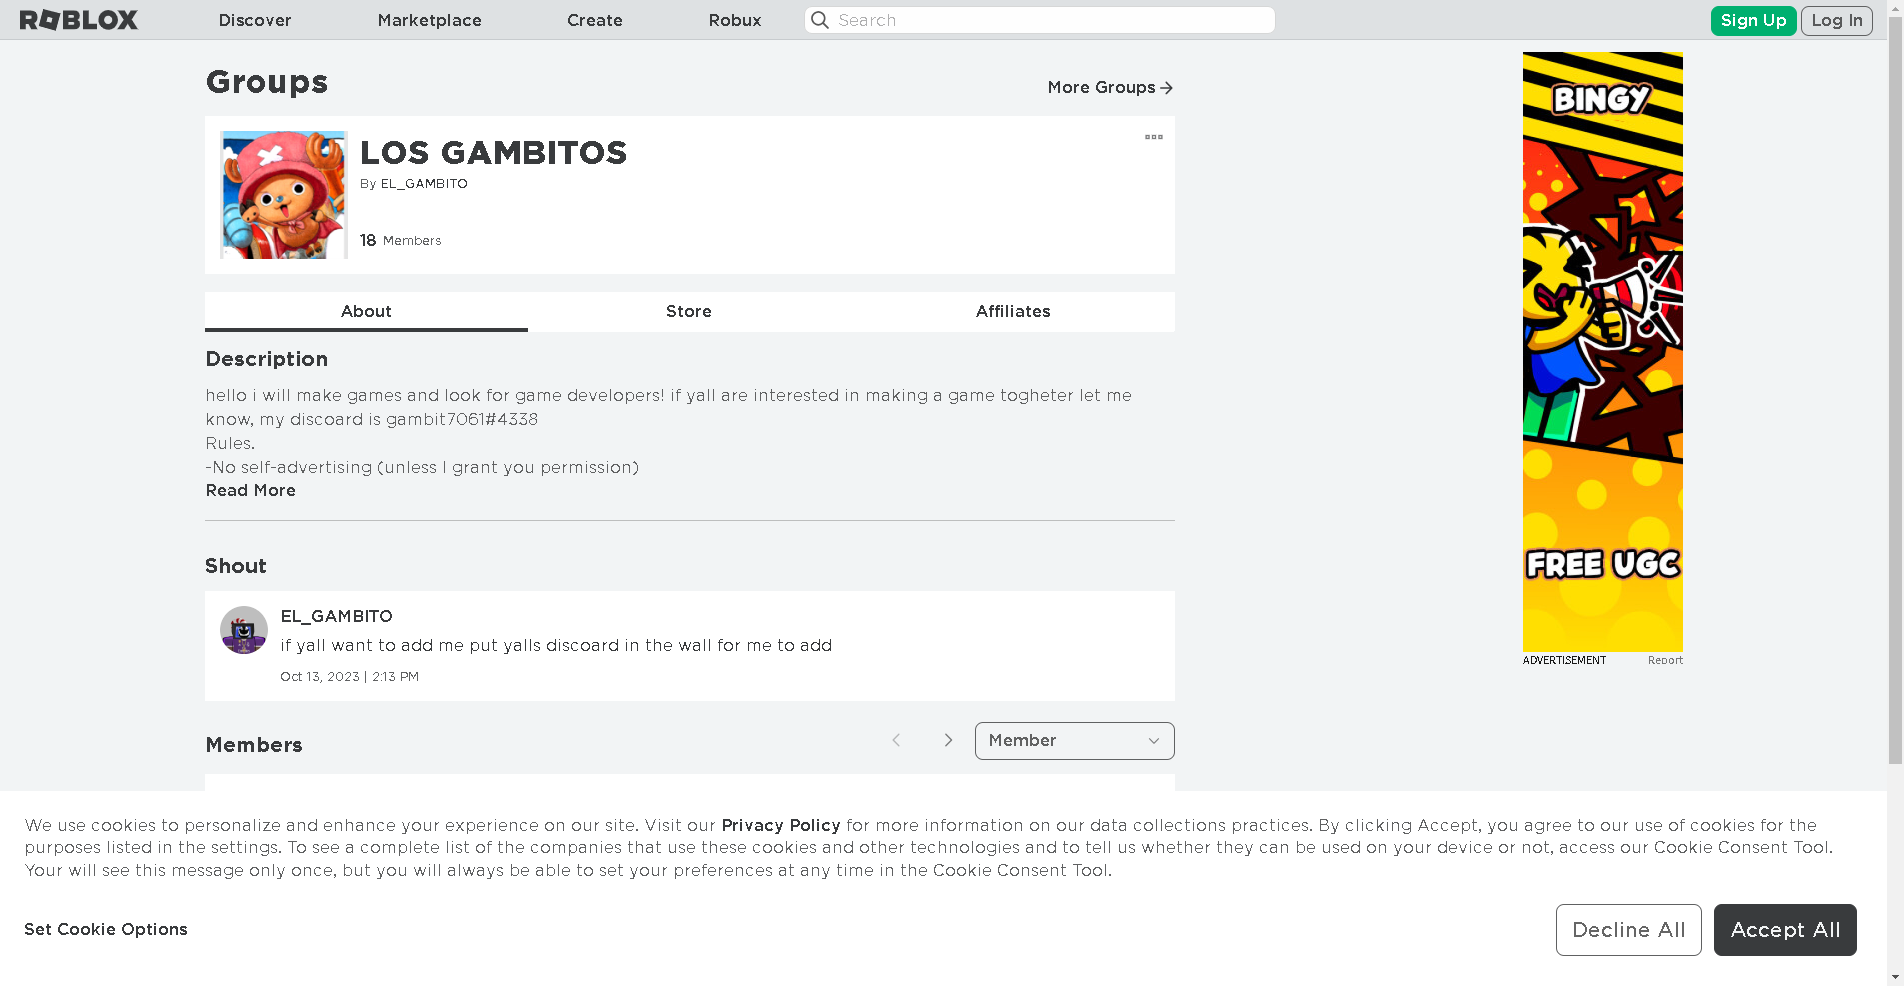 ROBLOX
Discover
Marketplace
Create
Robux
Search
Sign Up
Log In
Groups
More Groups
LOS GAMBITOS
By EL_GAMBITO
18 Members
About
Store
Affiliates
Description
hello i will make games and look for game developers! if yall are interested in making a game togheter let me
know, my discoard is gambit7061#4338
Rules.
-No self-advertising (unless I grant you permission)
Read More
Shout
EL_GAMBITO
if yall want to add me put yalls discoard in the wall for me to add
Oct 13, 2023 | 2:13 PM
Members
Member
BINGY
FREE UGC
ADVERTISEMENT
Report
We use cookies to personalize and enhance your experience on our site. Visit our Privacy Policy for more information on our data collections practices. By clicking Accept, you agree to our use of cookies for the
purposes listed in the settings. To see a complete list of the companies that use these cookies and other technologies and to tell us whether they can be used on your device or not, access our Cookie Consent Tool.
Your will see this message only once, but you will always be able to set your preferences at any time in the Cookie Consent Tool.
Set Cookie Options
Decline All
Accept All